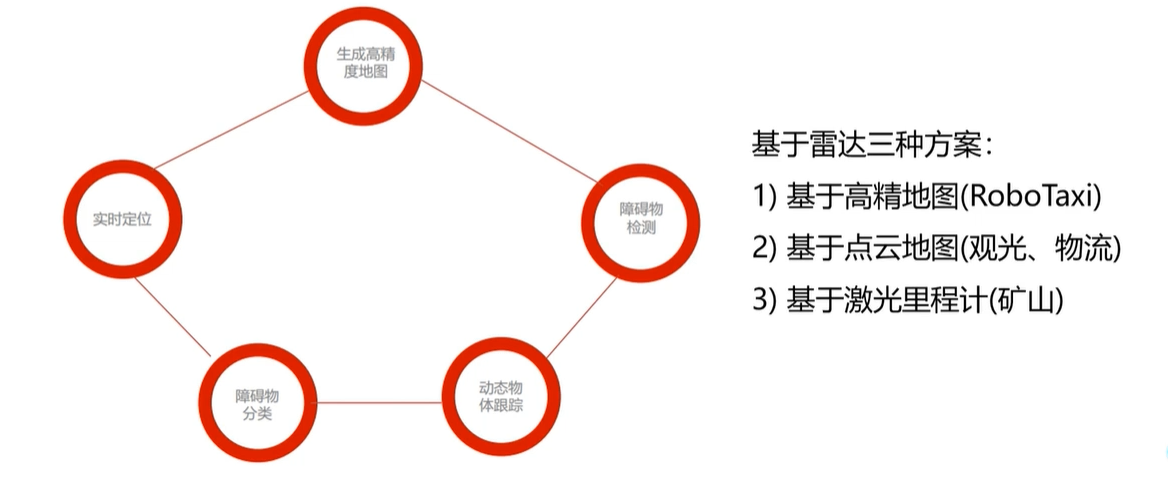 生成高精
度地图
实时定位
障碍物
检测
障碍物
分类
动态物
体跟踪
基于雷达三种方案：
1) 基于高精地图(RoboTaxi)
2) 基于点云地图(观光、物流)
3) 基于激光里程计(矿山)